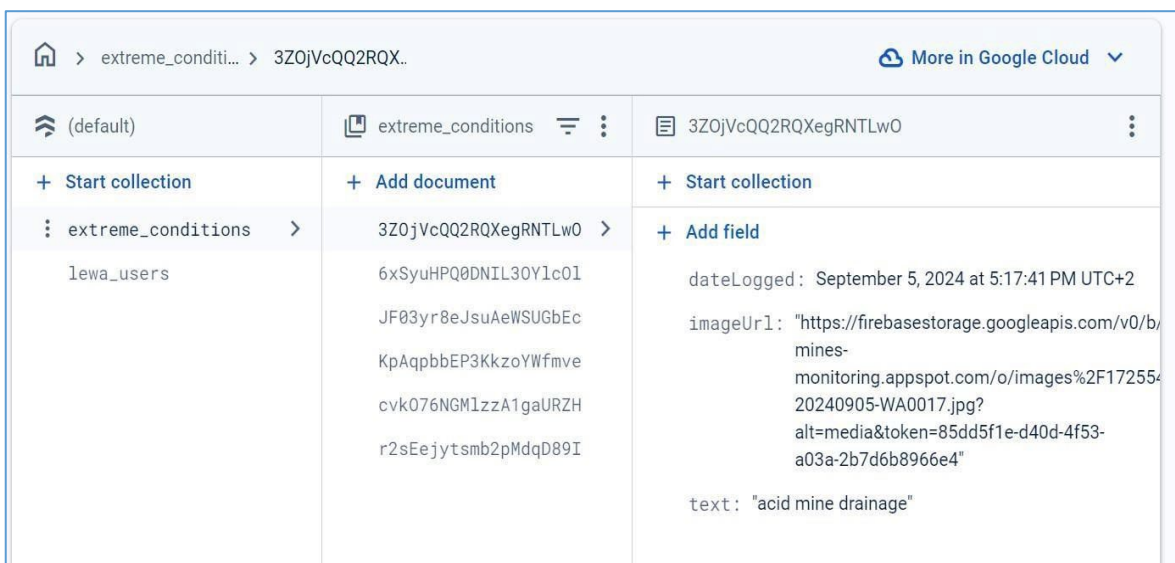 extreme_conditi... > 3ZOjVcQQ2RQX..
More in Google Cloud
(default)
extreme_conditions
3ZOjVcQQ2RQXegRNTLwO
+ Start collection
+ Add document
+ Start collection
extreme_conditions
3ZOjVcQQ2RQXegRNTLwO
+ Add field
lewa_users
6xSyuHPQ0DNIL3OYlcOl
dateLogged: September 5, 2024 at 5:17:41 PM UTC+2
JF03yr8eJsuAeWSUGbEc
imageUrl: "https://firebasestorage.googleapis.com/v0/b/
mines-
KpAqpbbEP3KkzoYWfmve
monitoring.appspot.com/o/images%2F172554
cvkO76NGMlzzA1gaURZH
20240905-WA0017.jpg?
alt=media&token=85dd5f1e-d40d-4f53-
r2sEejytsmb2pMdqD89I
a03a-2b7d6b8966e4"
text: "acid mine drainage"